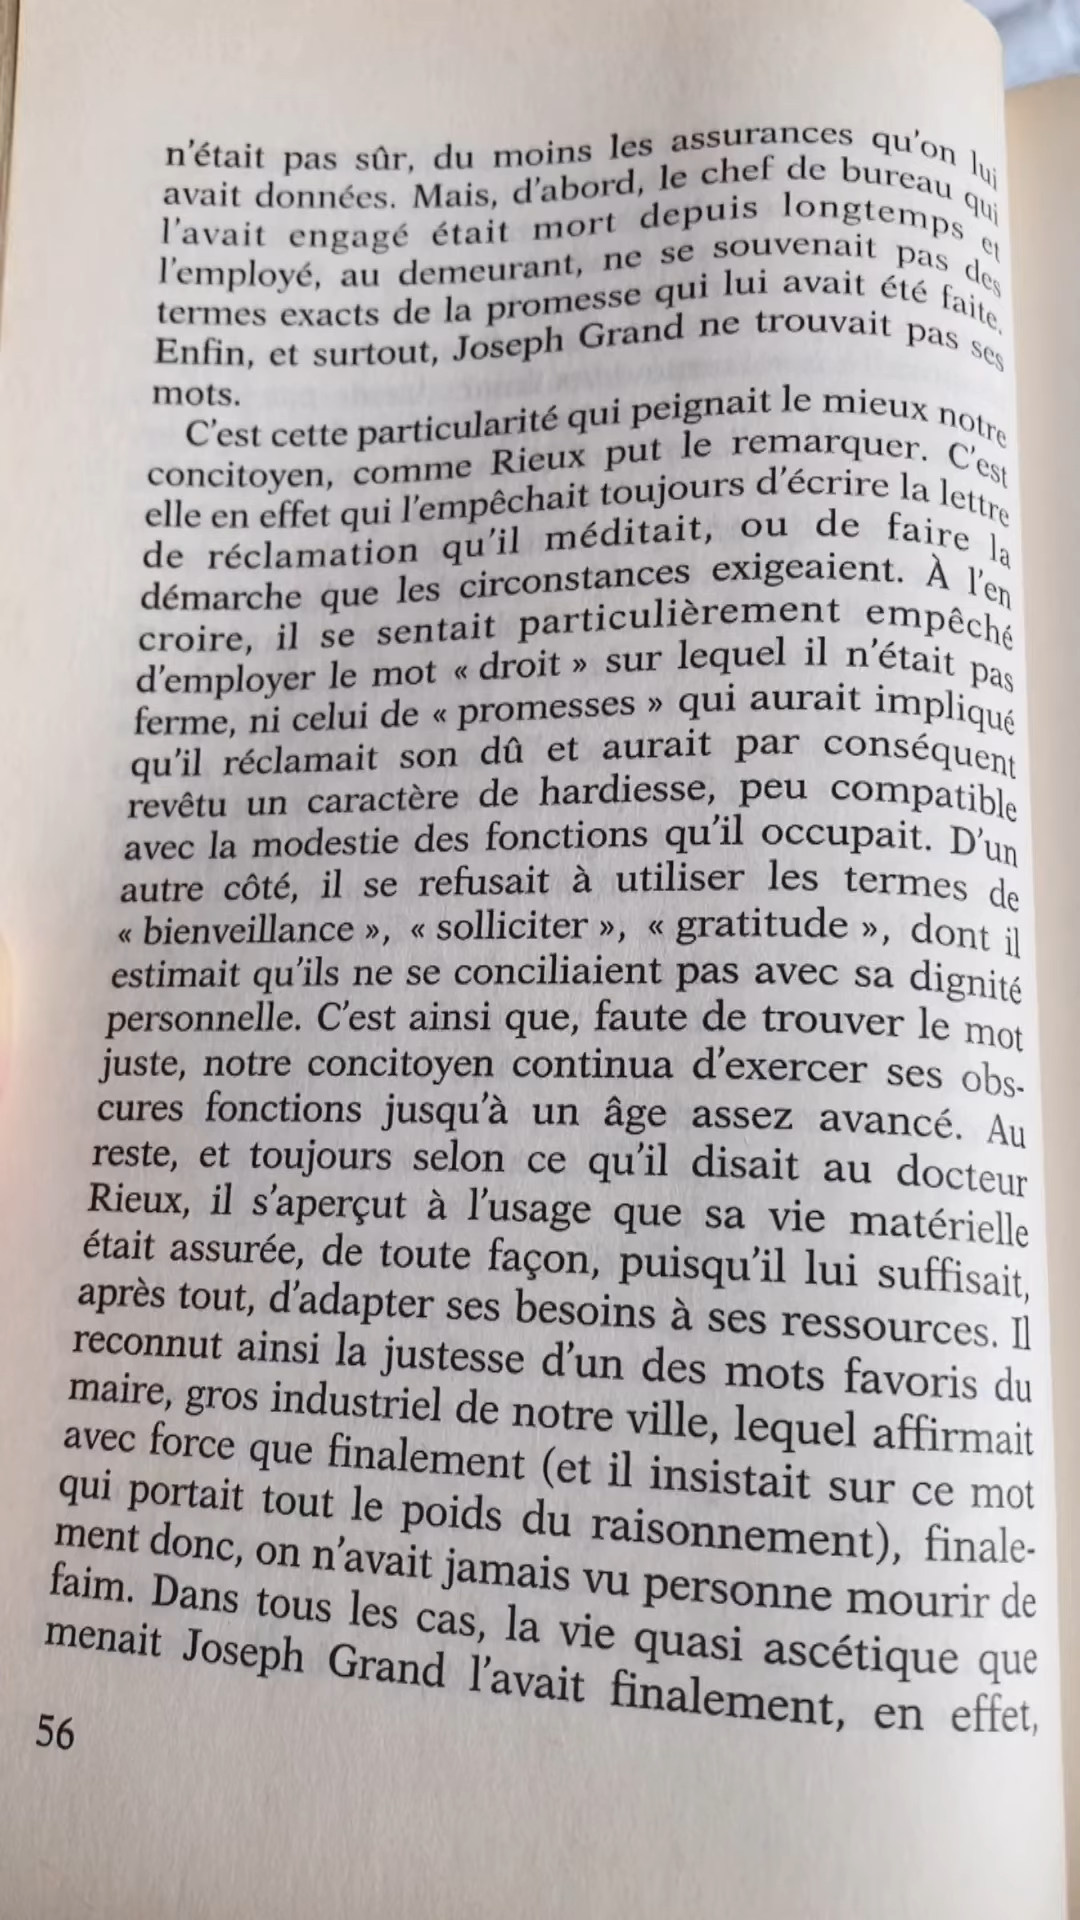 n'était pas sûr, du moins les assurances qu'on lui
avait données. Mais, d'abord, le chef de bureau qui
l'avait engagé était mort depuis longtemps et
l'employé, au demeurant, ne se souvenait pas des
termes exacts de la promesse qui lui avait été faite.
Enfin, et surtout, Joseph Grand ne trouvait pas ses
mots.
C'est cette particularité qui peignait le mieux notre
concitoyen, comme Rieux put le remarquer. C'est
elle en effet qui l'empêchait toujours d'écrire la lettre
de réclamation qu'il méditait, ou de faire la
démarche que les circonstances exigeaient. À l'en
croire, il se sentait particulièrement empêché
d'employer le mot « droit » sur lequel il n'était pas
ferme, ni celui de « promesses » qui aurait impliqué
qu'il réclamait son dû et aurait par conséquent
revêtu un caractère de hardiesse, peu compatible
avec la modestie des fonctions qu'il occupait. D'un
autre côté, il se refusait à utiliser les termes de
« bienveillance », « solliciter », « gratitude », dont il
estimait qu'ils ne se conciliaient pas avec sa dignité
personnelle. C'est ainsi que, faute de trouver le mot
juste, notre concitoyen continua d'exercer ses obs-
cures fonctions jusqu'à un âge assez avancé. Au
reste, et toujours selon ce qu'il disait au docteur
Rieux, il s'aperçut à l'usage que sa vie matérielle
était assurée, de toute façon, puisqu'il lui suffisait,
après tout, d'adapter ses besoins à ses ressources. Il
reconnut ainsi la justesse d'un des mots favoris du
maire, gros industriel de notre ville, lequel affirmait
avec force que finalement (et il insistait sur ce mot
qui portait tout le poids du raisonnement), finale-
ment donc, on n'avait jamais vu personne mourir de
faim. Dans tous les cas, la vie quasi ascétique que
menait Joseph Grand l'avait finalement, en effet,
56